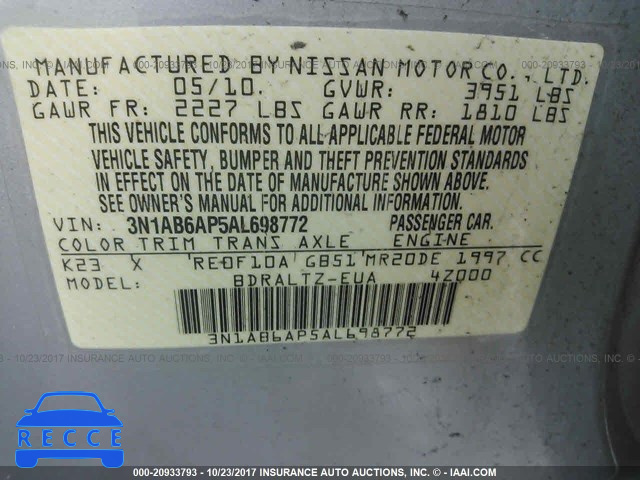 MANUFACTURED BY NISSAN MOTOR CO., LTD.
DATE: 05/10. GVWR: 3951 LBS
GAWR FR: 2227 LBS GAWR RR: 1810 LBS
THIS VEHICLE CONFORMS TO ALL APPLICABLE FEDERAL MOTOR
VEHICLE SAFETY, BUMPER AND THEFT PREVENTION STANDARDS
IN EFFECT ON THE DATE OF MANUFACTURE SHOWN ABOVE.
SEE OWNER'S MANUAL FOR ADDITIONAL INFORMATION.
VIN: 3N1AB6AP5AL698772 PASSENGER CAR.
COLOR TRIM TRANS AXLE ENGINE
K23 X RE0F10A GB51 MR20DE 1997 CC
MODEL BDRALTZ-EUA 4Z000
3N1AB6AP5AL698772
RECCE
000-20933793 - 10/23/2017 INSURANCE AUTO AUCTIONS, INC. © - IAAI.COM